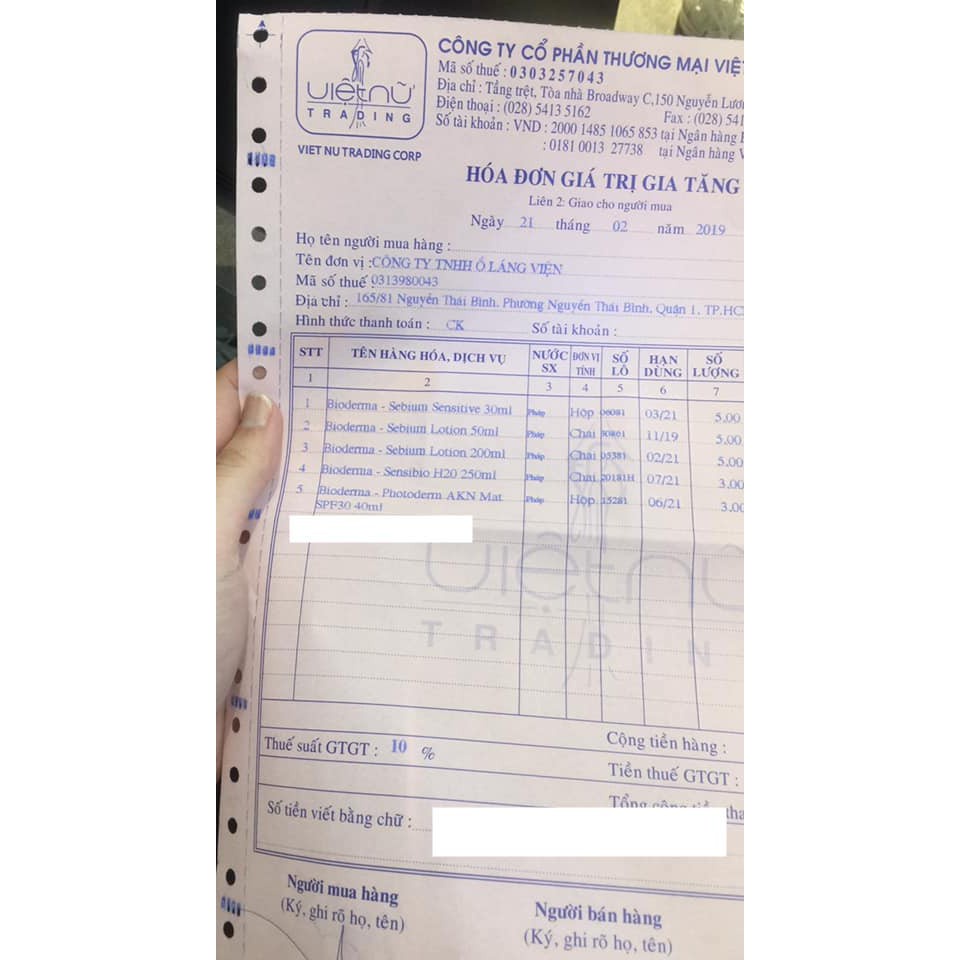 VIỆTNỮ
TRADING
VIET NU TRADING CORP
CÔNG TY CỔ PHẦN THƯƠNG MẠI VIỆT
Mã số thuế : 0303257043
Địa chỉ : Tầng trệt, Tòa nhà Broadway C,150 Nguyễn Lươ
Điện thoại : (028) 5413 5162 Fax : (028) 541
Số tài khoản : VND : 2000 1485 1065 853 tại Ngân hàng
: 0181 0013 27738 tại Ngân hàng V
HÓA ĐƠN GIÁ TRỊ GIA TĂNG
Liên 2: Giao cho người mua
Ngày 21 tháng 02 năm 2019
Họ tên người mua hàng :
Tên đơn vị :CÔNG TY TNHH Ổ LÁNG VIỆN
Mã số thuế :0313980043
Địa chỉ : 165/81 Nguyễn Thái Bình, Phường Nguyễn Thái Bình, Quận 1, TP.HC
Hình thức thanh toán : CK Số tài khoản :
STT TÊN HÀNG HÓA, DỊCH VỤ NƯỚC SX ĐƠN VỊ TÍNH SỐ LÔ HẠN DÙNG SỐ LƯỢNG
1 2 3 4 5 6 7
1 Bioderma - Sebium Sensitive 30ml Pháp Hộp 03/21 5,00
2 Bioderma - Sebium Lotion 50ml Pháp Chai 11/19 5,00
3 Bioderma - Sebium Lotion 200ml Pháp Chai 02/21 5,00
4 Bioderma - Sensibio H20 250ml Pháp Chai 20181H 07/21 3,00
5 Bioderma - Photoderm AKN Mat Pháp Hộp 15281 06/21 3,00
SPF30 40ml
VIỆTNỮ
TRADIN
Cộng tiền hàng :
Thuế suất GTGT : 10 %
Tiền thuế GTGT :
Tổng cộng tiền tha
Số tiền viết bằng chữ :
Người mua hàng
(Ký, ghi rõ họ, tên)
Người bán hàng
(Ký, ghi rõ họ, tên)